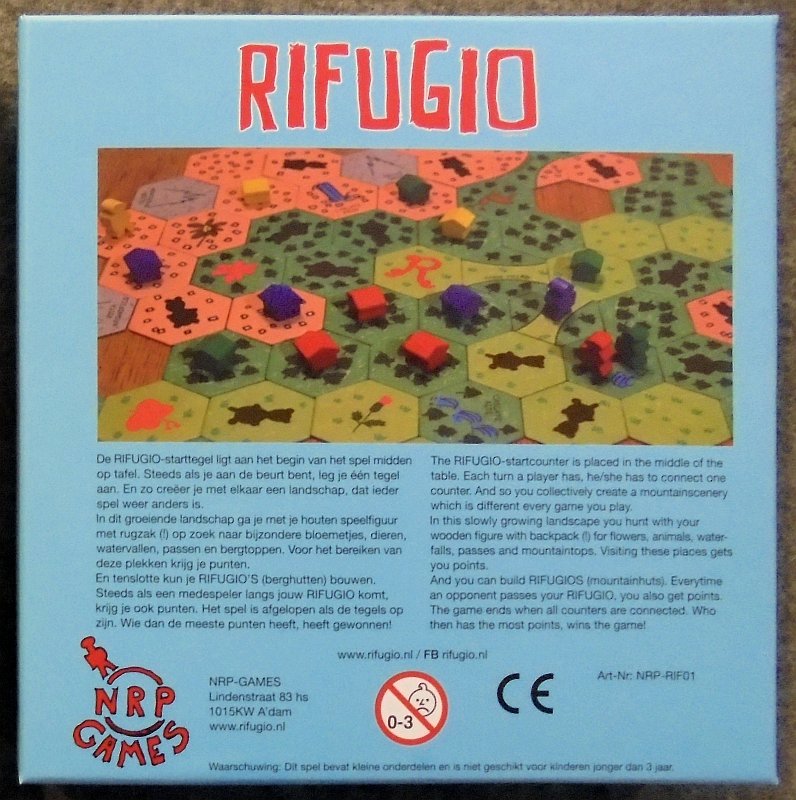 RIFUGIO
R
De RIFUGIO-starttegel ligt aan het begin van het spel midden
op tafel. Steeds als je aan de beurt bent, leg je één tegel
aan. En zo creëer je met elkaar een landschap, dat ieder
spel weer anders is.
In dit groeiende landschap ga je met je houten speelfiguur
met rugzak (!) op zoek naar bijzondere bloemetjes, dieren,
watervallen, passen en bergtoppen. Voor het bereiken van
deze plekken krijg je punten.
En tenslotte kun je RIFUGIO'S (berghutten) bouwen.
Steeds als een medespeler langs jouw RIFUGIO komt,
krijg je ook punten. Het spel is afgelopen als de tegels op
zijn. Wie dan de meeste punten heeft, heeft gewonnen!
The RIFUGIO-startcounter is placed in the middle of the
table. Each turn a player has, he/she has to connect one
counter. And so you collectively create a mountainscenery
which is different every game you play.
In this slowly growing landscape you hunt with your
wooden figure with backpack (!) for flowers, animals, water-
falls, passes and mountaintops. Visiting these places gets
you points.
And you can build RIFUGIOS (mountainhuts). Everytime
an opponent passes your RIFUGIO, you also get points.
The game ends when all counters are connected. Who
then has the most points, wins the game!
www.rifugio.nl / FB rifugio.nl
NRP
GAMES
NRP-GAMES
Lindenstraat 83 hs
1015KW A'dam
www.rifugio.nl
0-3
CE
Art-Nr: NRP-RIF01
Waarschuwing: Dit spel bevat kleine onderdelen en is niet geschikt voor kinderen jonger dan 3 jaar.